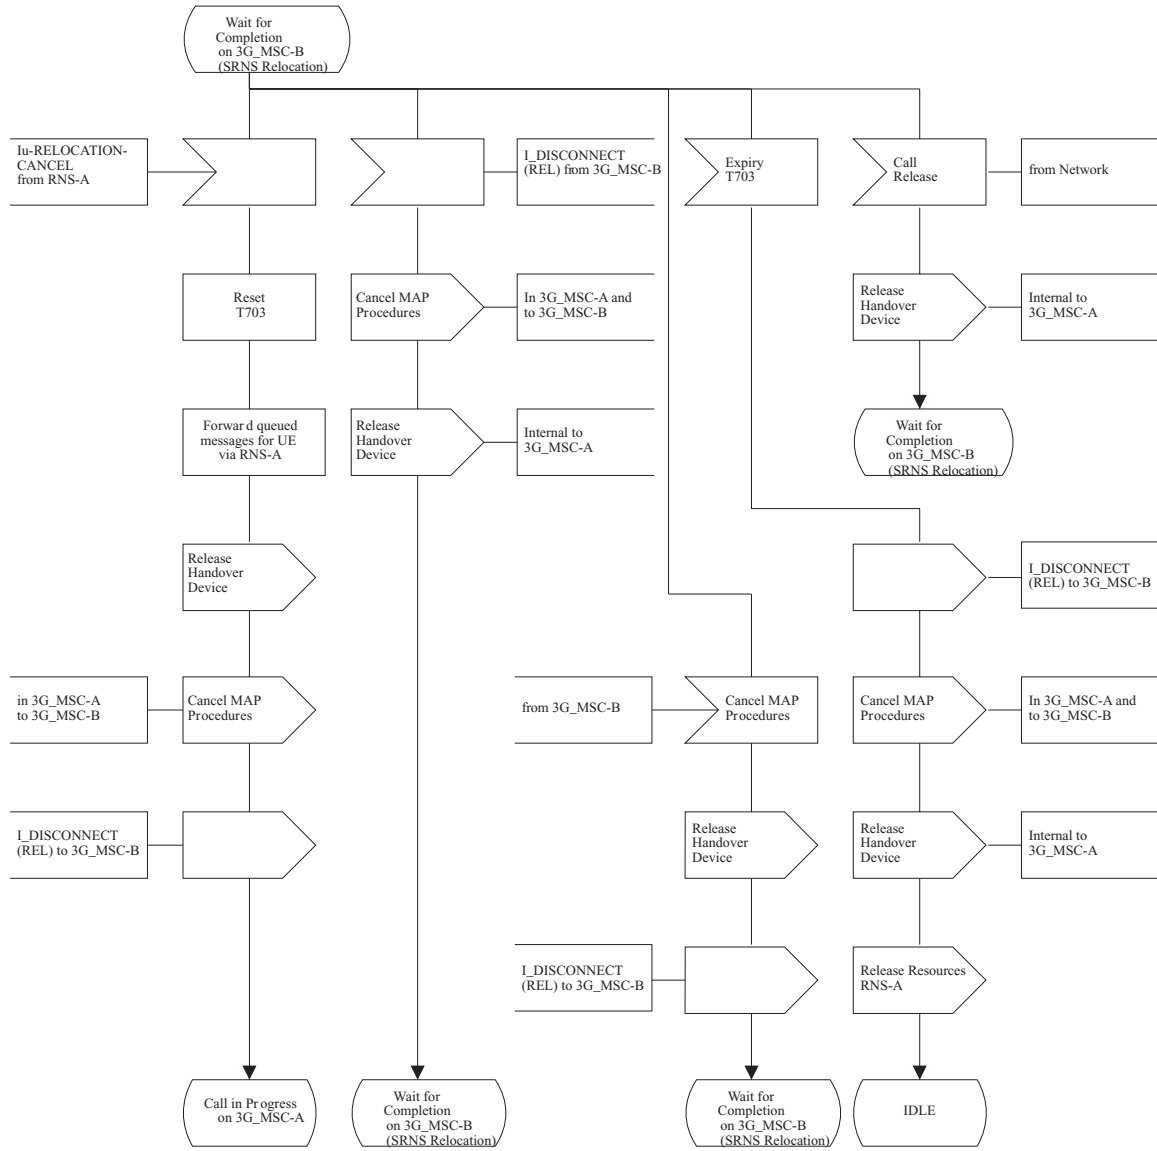 Wait for
Completion
on 3G_MSC-B
(SRNS Relocation)
Iu-RELOCATION-
CANCEL
from RNS-A
I_DISCONNECT
(REL) from 3G_MSC-B
Expiry
T703
Call
Release
from Network
Reset
T703
Cancel MAP
Procedures
In 3G_MSC-A and
to 3G_MSC-B
Release
Handover
Device
Internal to
3G_MSC-A
Forward queued
messages for UE
via RNS-A
Release
Handover
Device
Internal to
3G_MSC-A
Wait for
Completion
on 3G_MSC-B
(SRNS Relocation)
Release
Handover
Device
I_DISCONNECT
(REL) to 3G_MSC-B
in 3G_MSC-A
to 3G_MSC-B
Cancel MAP
Procedures
from 3G_MSC-B
Cancel MAP
Procedures
Cancel MAP
Procedures
In 3G_MSC-A and
to 3G_MSC-B
I_DISCONNECT
(REL) to 3G_MSC-B
Release
Handover
Device
Release
Handover
Device
Internal to
3G_MSC-A
I_DISCONNECT
(REL) to 3G_MSC-B
Release Resources
RNS-A
Call in Progress
on 3G_MSC-A
Wait for
Completion
on 3G_MSC-B
(SRNS Relocation)
Wait for
Completion
on 3G_MSC-B
(SRNS Relocation)
IDLE